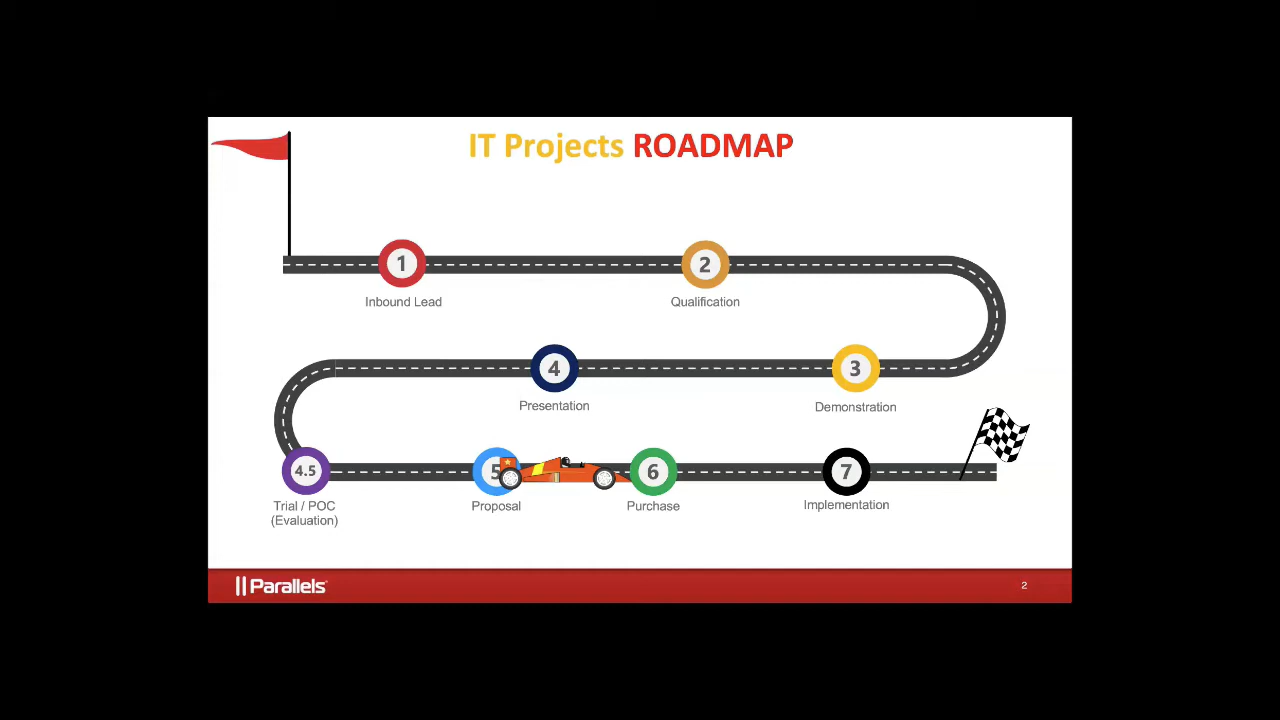 IT Projects ROADMAP
1
2
Inbound Lead
Qualification
4
3
Presentation
Demonstration
4.5
5
6
7
Trial / POC
(Evaluation)
Proposal
Purchase
Implementation
Parallels
2